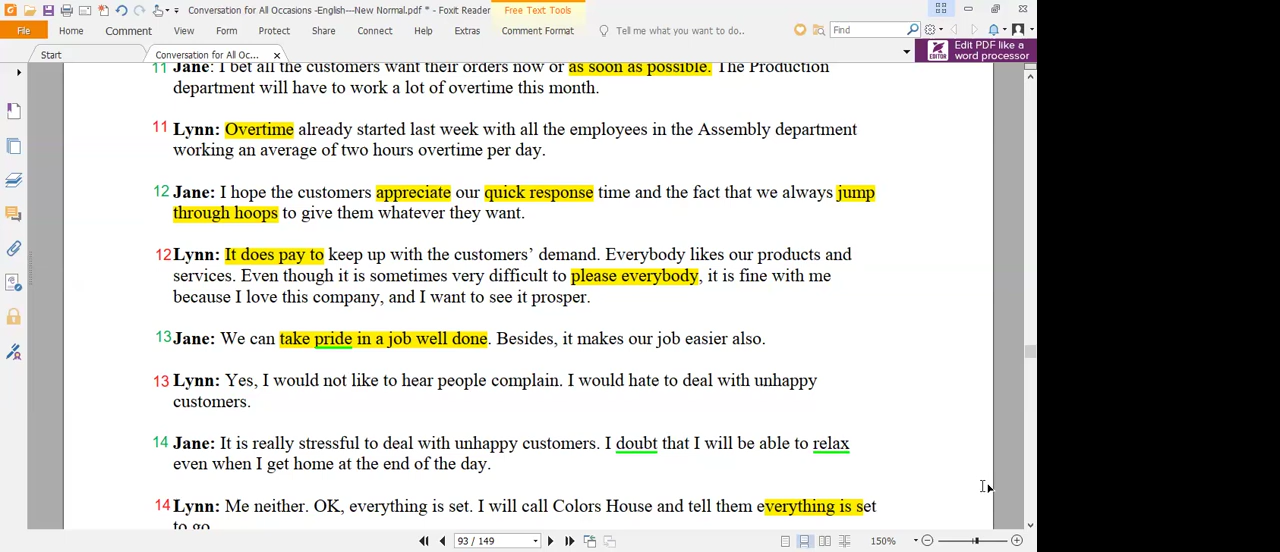 Conversation for All Occasions -English---New Normal.pdf * - Foxit Reader
Free Text Tools
File Home Comment View Form Protect Share Connect Help Extras Comment Format Tell me what you want to do.. Find
Start Conversation for All Oc...
Edit PDF like a
word processor
EDITOR
11 Jane: I bet all the customers want their orders now or as soon as possible. The Production
department will have to work a lot of overtime this month.
11 Lynn: Overtime already started last week with all the employees in the Assembly department
working an average of two hours overtime per day.
12 Jane: I hope the customers appreciate our quick response time and the fact that we always jump
through hoops to give them whatever they want.
12 Lynn: It does pay to keep up with the customers’ demand. Everybody likes our products and
services. Even though it is sometimes very difficult to please everybody, it is fine with me
because I love this company, and I want to see it prosper.
13 Jane: We can take pride in a job well done. Besides, it makes our job easier also.
13 Lynn: Yes, I would not like to hear people complain. I would hate to deal with unhappy
customers.
14 Jane: It is really stressful to deal with unhappy customers. I doubt that I will be able to relax
even when I get home at the end of the day.
14 Lynn: Me neither. OK, everything is set. I will call Colors House and tell them everything is set
to go
93 / 149
150%